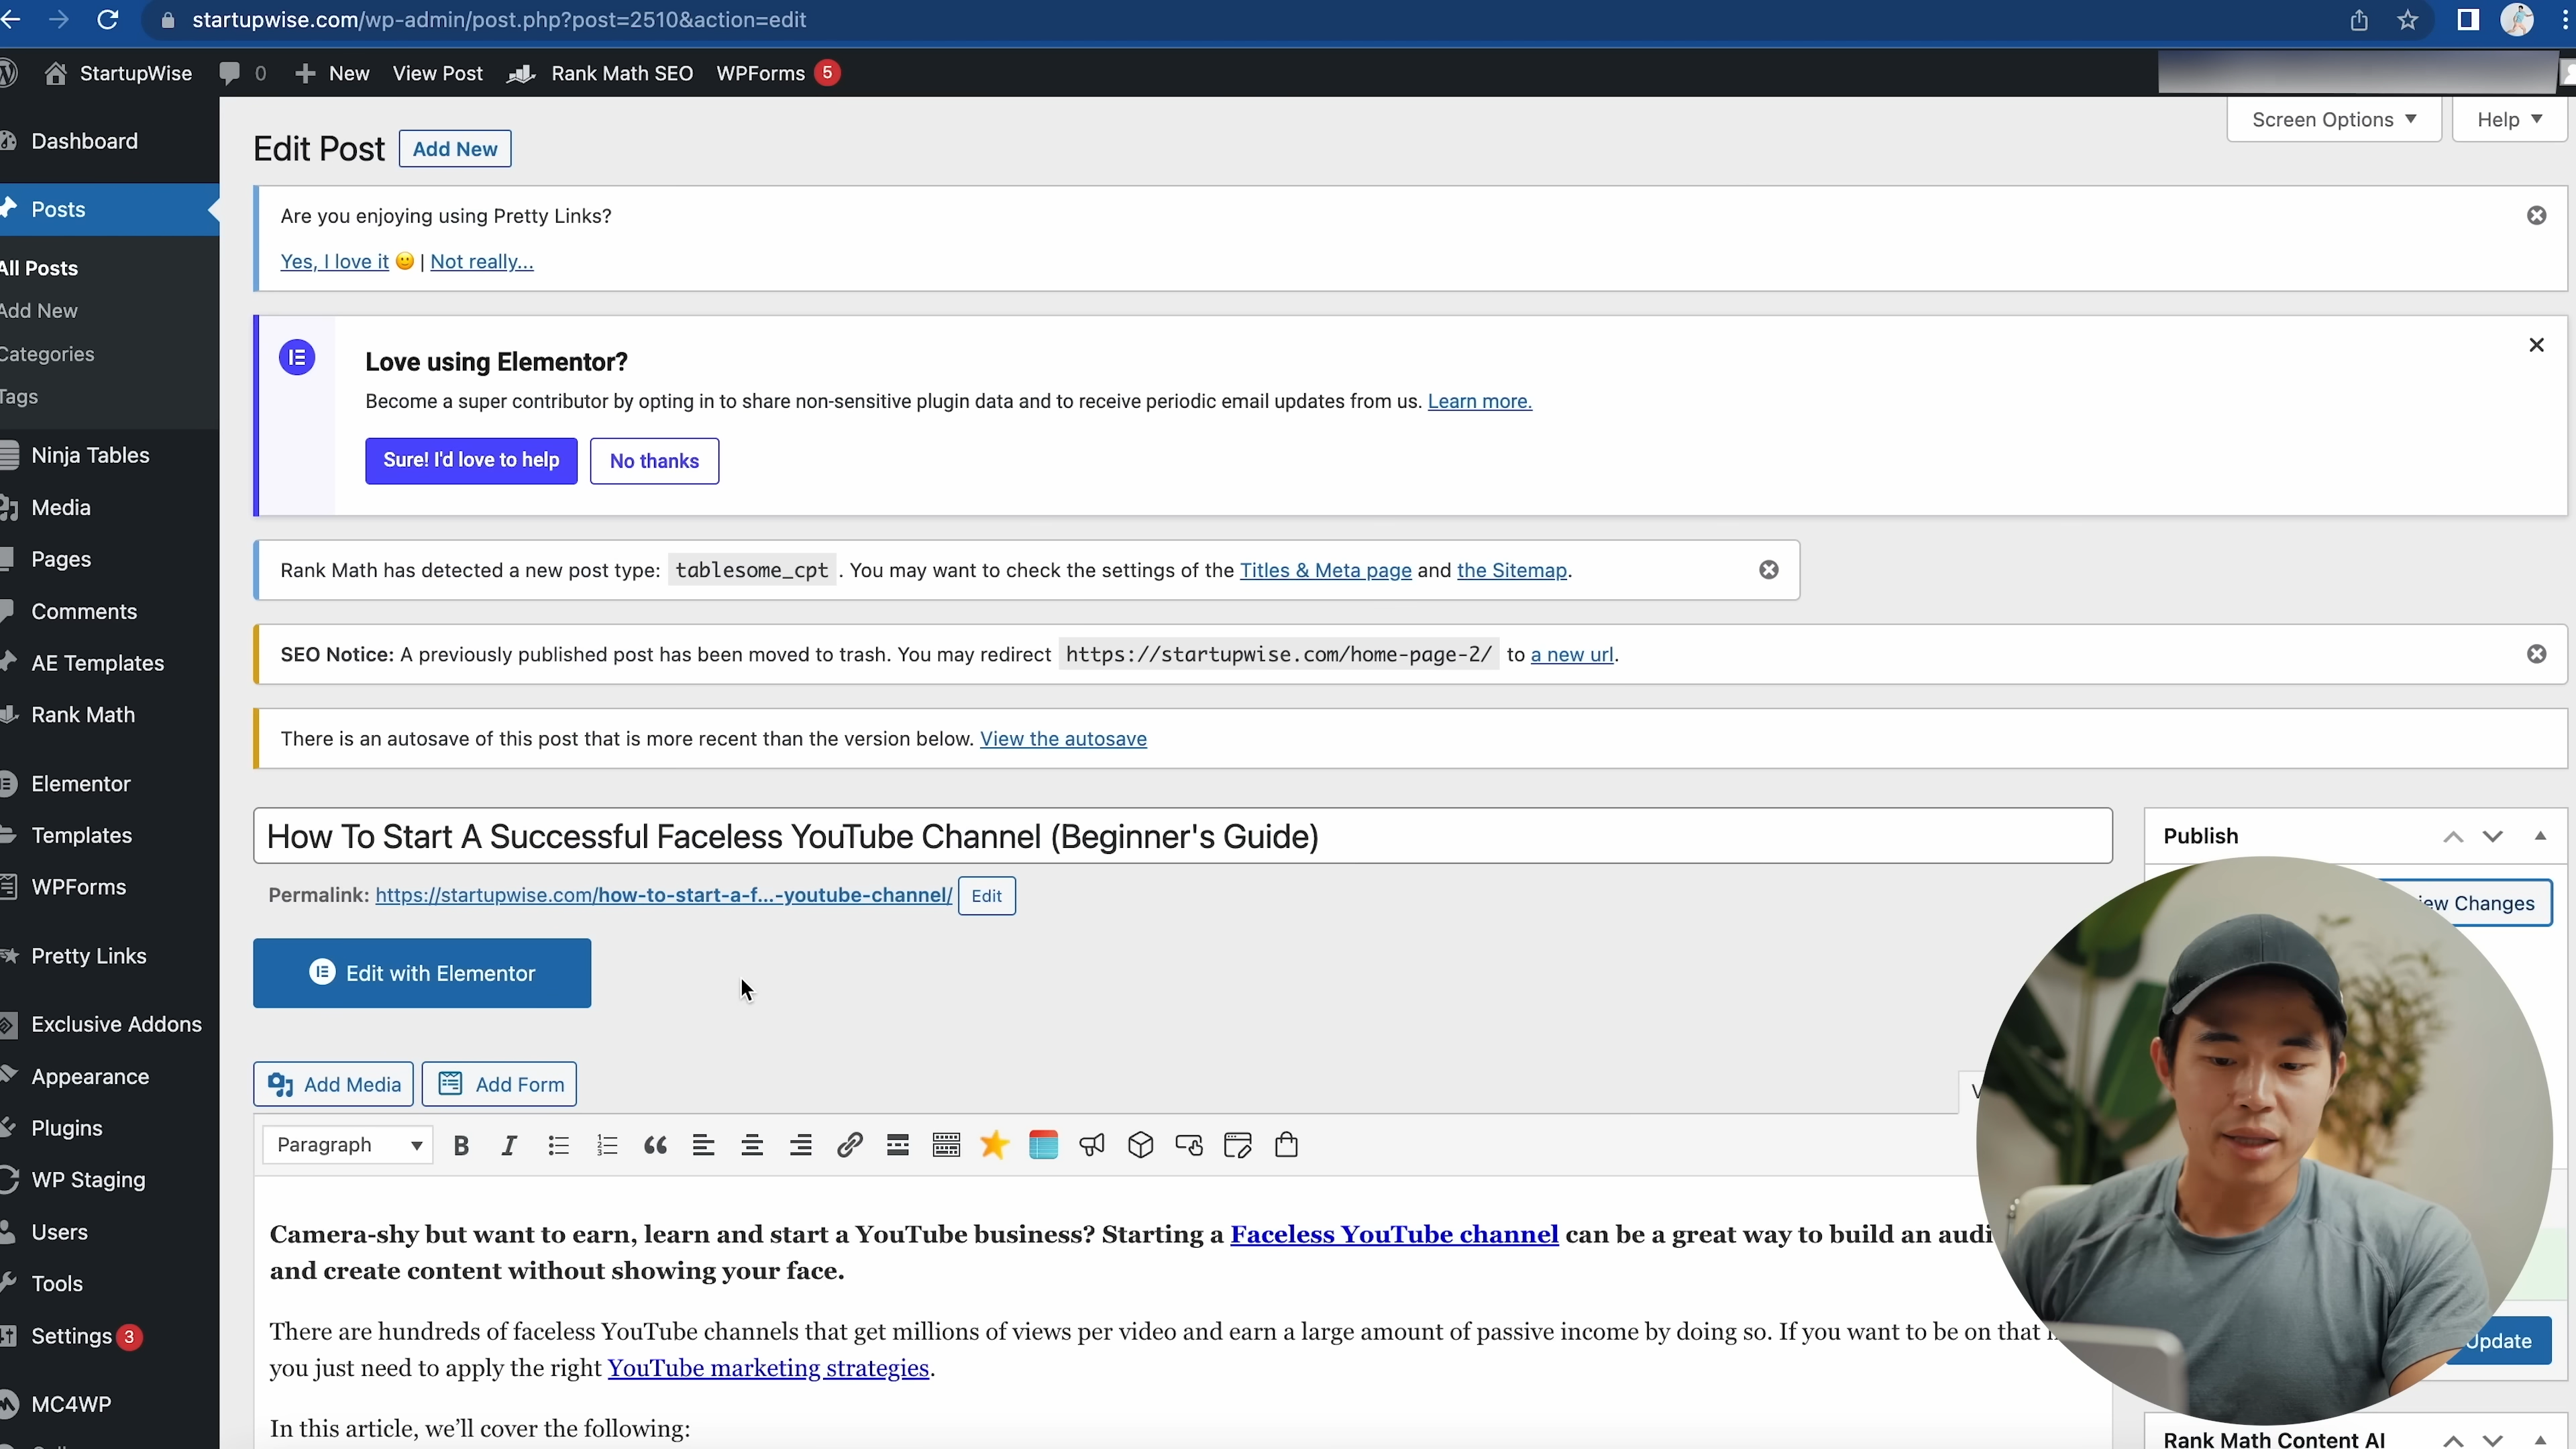 startupwise.com/wp-admin/post.php?post=2510&action=edit
StartupWise 0 New View Post Rank Math SEO WPForms 5
Screen Options Help
Dashboard
Posts
All Posts
Add New
Categories
Tags
Ninja Tables
Media
Pages
Comments
AE Templates
Rank Math
Elementor
Templates
WPForms
Pretty Links
Exclusive Addons
Appearance
Plugins
WP Staging
Users
Tools
Settings 3
MC4WP
Edit Post Add New
Are you enjoying using Pretty Links?
Yes, I love it 🙂 | Not really...
Love using Elementor?
Become a super contributor by opting in to share non-sensitive plugin data and to receive periodic email updates from us. Learn more.
Sure! I'd love to help No thanks
Rank Math has detected a new post type: tablesome_cpt . You may want to check the settings of the Titles & Meta page and the Sitemap.
SEO Notice: A previously published post has been moved to trash. You may redirect https://startupwise.com/home-page-2/ to a new url.
There is an autosave of this post that is more recent than the version below. View the autosave
How To Start A Successful Faceless YouTube Channel (Beginner's Guide)
Permalink: https://startupwise.com/how-to-start-a-f...-youtube-channel/ Edit
Edit with Elementor
Add Media Add Form
Paragraph
Camera-shy but want to earn, learn and start a YouTube business? Starting a Faceless YouTube channel can be a great way to build an audi
and create content without showing your face.
There are hundreds of faceless YouTube channels that get millions of views per video and earn a large amount of passive income by doing so. If you want to be on that
you just need to apply the right YouTube marketing strategies.
In this article, we’ll cover the following:
Publish
ew Changes
Update
Rank Math Content AI